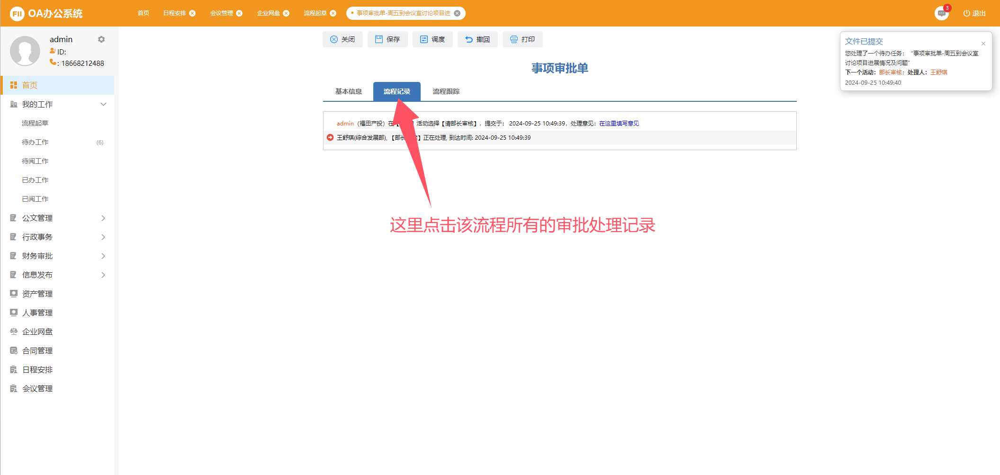 FII OA办公系统
首页 日程安排 会议管理 企业网盘 流程起草 事项审批单-周五到会议室讨论项目进
3
退出
admin
ID:
: 18668212488
首页
我的工作
流程起草
待办工作 (6)
待阅工作
已办工作
已阅工作
公文管理
行政事务
财务审批
信息发布
资产管理
人事管理
企业网盘
合同管理
日程安排
会议管理
关闭 保存 调度 撤回 打印
事项审批单
基本信息 流程记录 流程跟踪
admin（福田产投）在【 】活动选择【请部长审核】，提交于： 2024-09-25 10:49:39，处理意见：在这里填写意见
王舒琪(综合发展部), 【部长 】正在处理, 到达时间: 2024-09-25 10:49:39
这里点击该流程所有的审批处理记录
文件已提交
您处理了一个待办任务： “事项审批单-周五到会议室
讨论项目进展情况及问题”
下一个活动：部长审核；处理人：王舒琪
2024-09-25 10:49:40